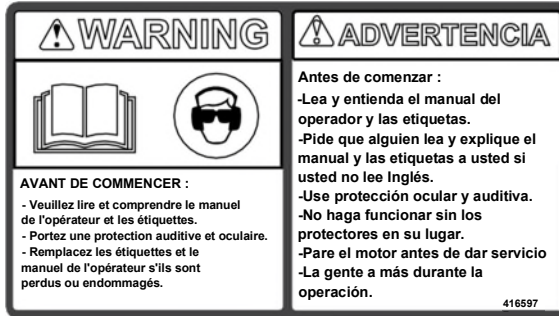 WARNING
AVANT DE COMMENCER :
- Veuillez lire et comprendre le manuel
de l'opérateur et les étiquettes.
- Portez une protection auditive et oculaire.
- Remplacez les étiquettes et le
manuel de l'opérateur s'ils sont
perdus ou endommagés.
ADVERTENCIA
Antes de comenzar :
-Lea y entienda el manual del
operador y las etiquetas.
-Pide que alguien lea y explique el
manual y las etiquetas a usted si
usted no lee Inglés.
-Use protección ocular y auditiva.
-No haga funcionar sin los
protectores en su lugar.
-Pare el motor antes de dar servicio
-La gente a más durante la
operación.
416597